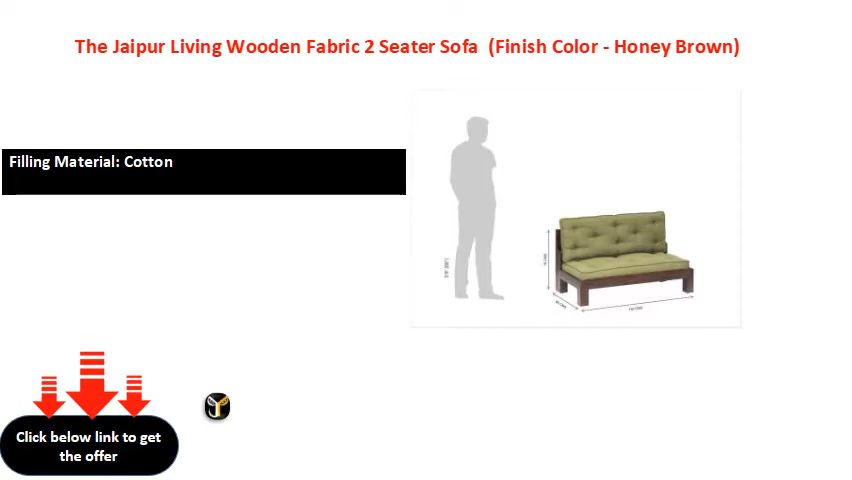 The Jaipur Living Wooden Fabric 2 Seater Sofa (Finish Color - Honey Brown)
Filling Material: Cotton
Click below link to get
the offer